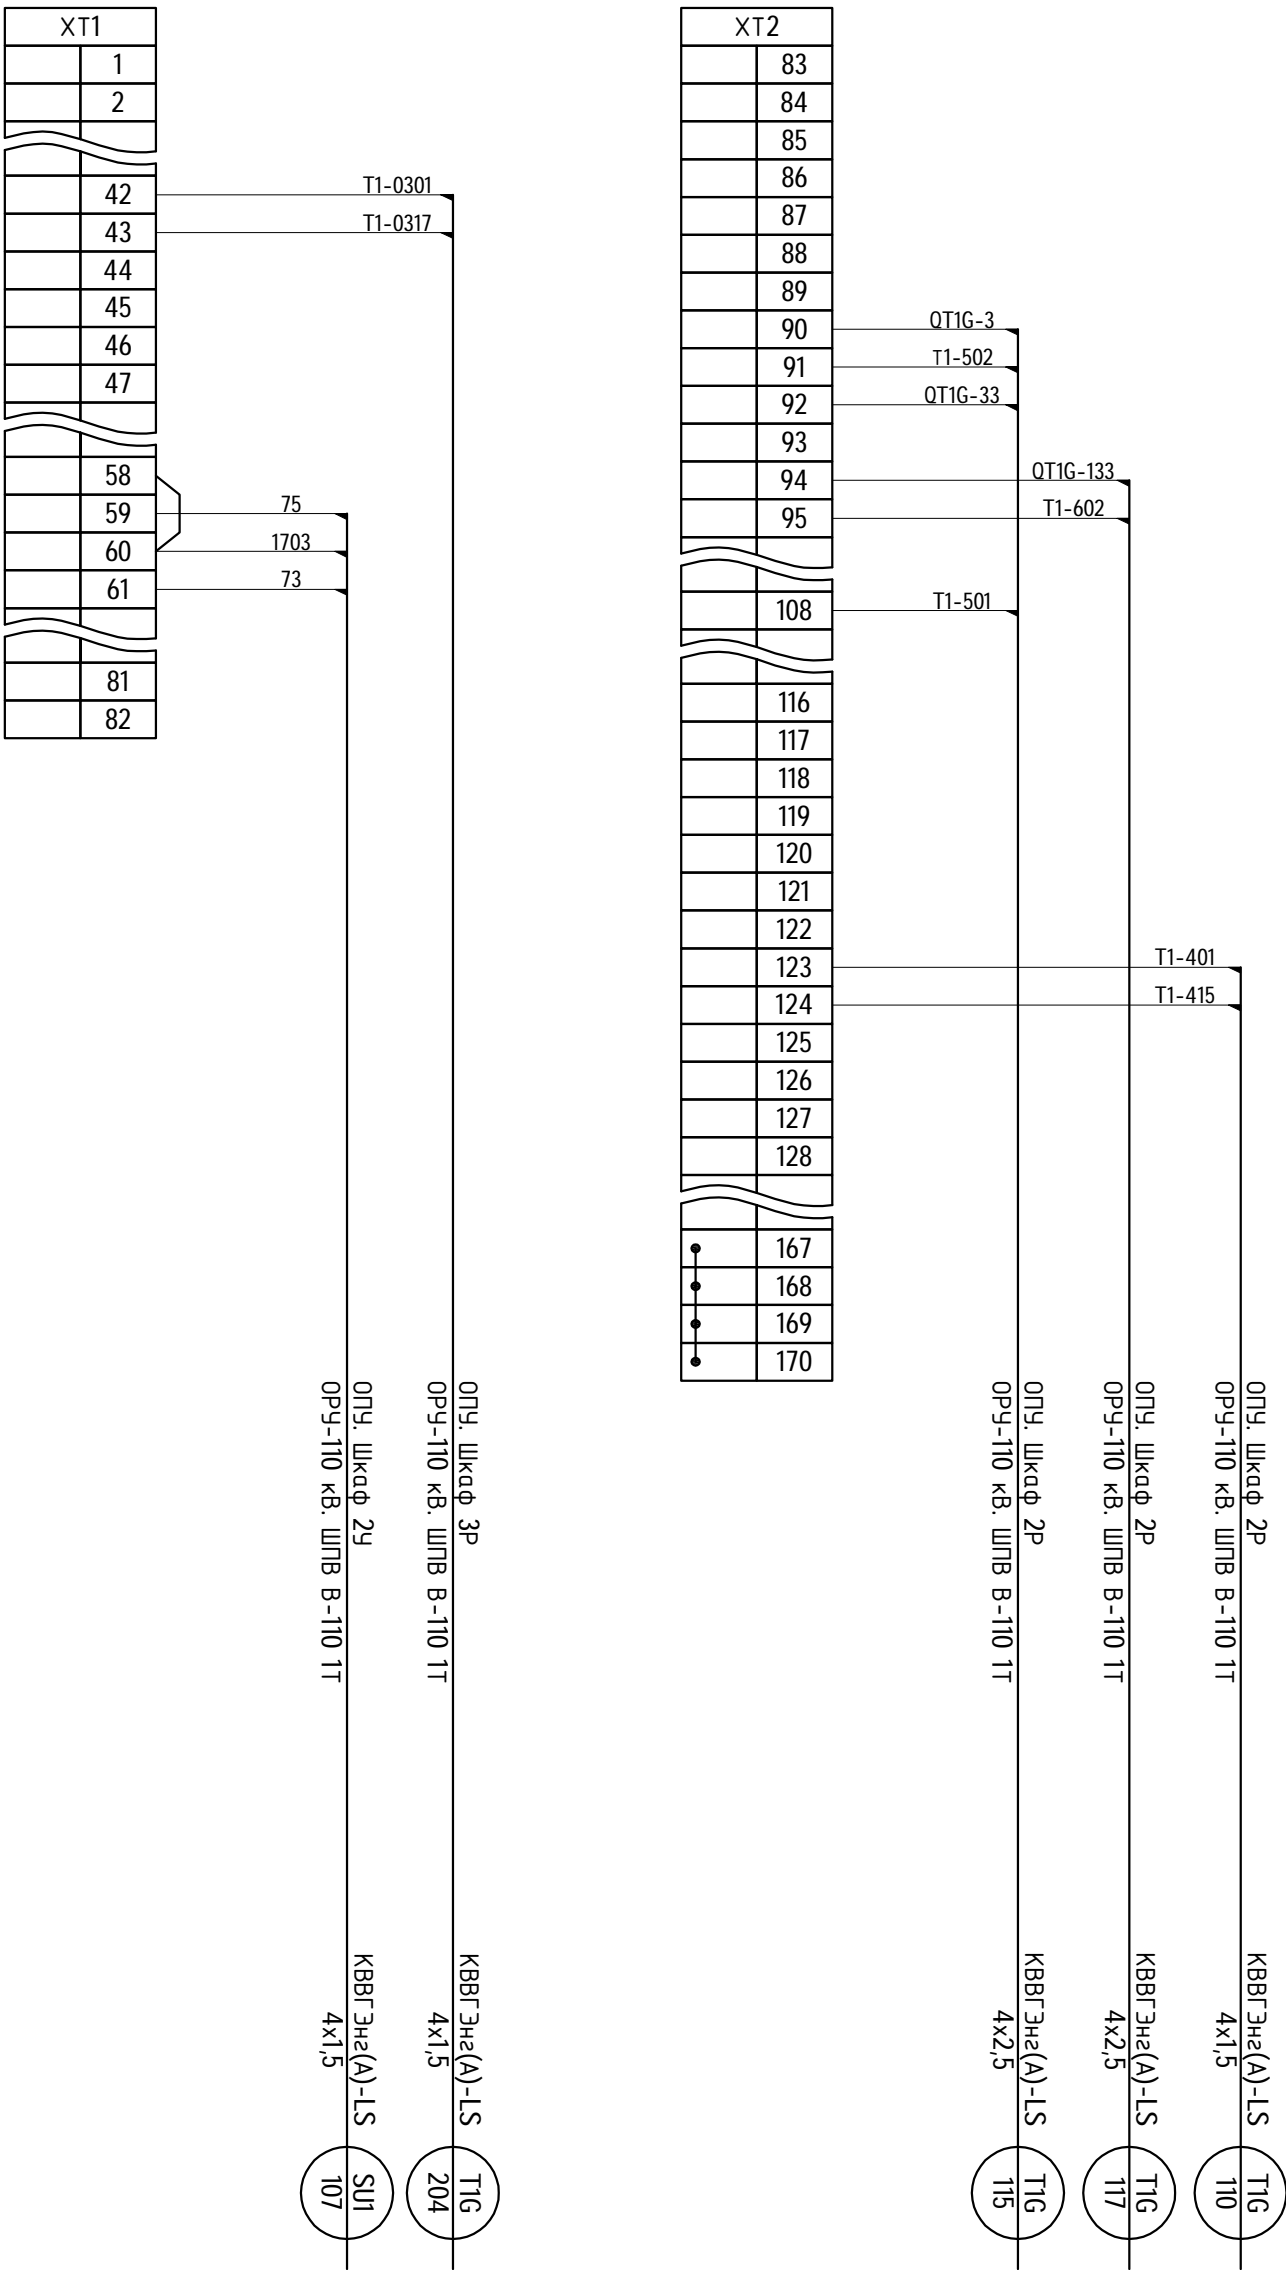 XT1
1
2
42
T1-0301
43
T1-0317
44
45
46
47
58
59
75
60
1703
61
73
81
82
XT2
83
84
85
86
87
88
89
90
QT1G-3
91
T1-502
92
QT1G-33
93
94
QT1G-133
95
T1-602
108
T1-501
116
117
118
119
120
121
122
123
T1-401
124
T1-415
125
126
127
128
167
168
169
170
ОПУ. Шкаф 2У
ОРУ-110 кВ. ШПВ В-110 1Т
КВВГЭнг(А)-LS
4x1,5
SU1
107
ОПУ. Шкаф 3Р
ОРУ-110 кВ. ШПВ В-110 1Т
КВВГЭнг(А)-LS
4x1,5
T1G
204
ОПУ. Шкаф 2Р
ОРУ-110 кВ. ШПВ В-110 1Т
КВВГЭнг(А)-LS
4x2,5
T1G
115
ОПУ. Шкаф 2Р
ОРУ-110 кВ. ШПВ В-110 1Т
КВВГЭнг(А)-LS
4x2,5
T1G
117
ОПУ. Шкаф 2Р
ОРУ-110 кВ. ШПВ В-110 1Т
КВВГЭнг(А)-LS
4x1,5
T1G
110